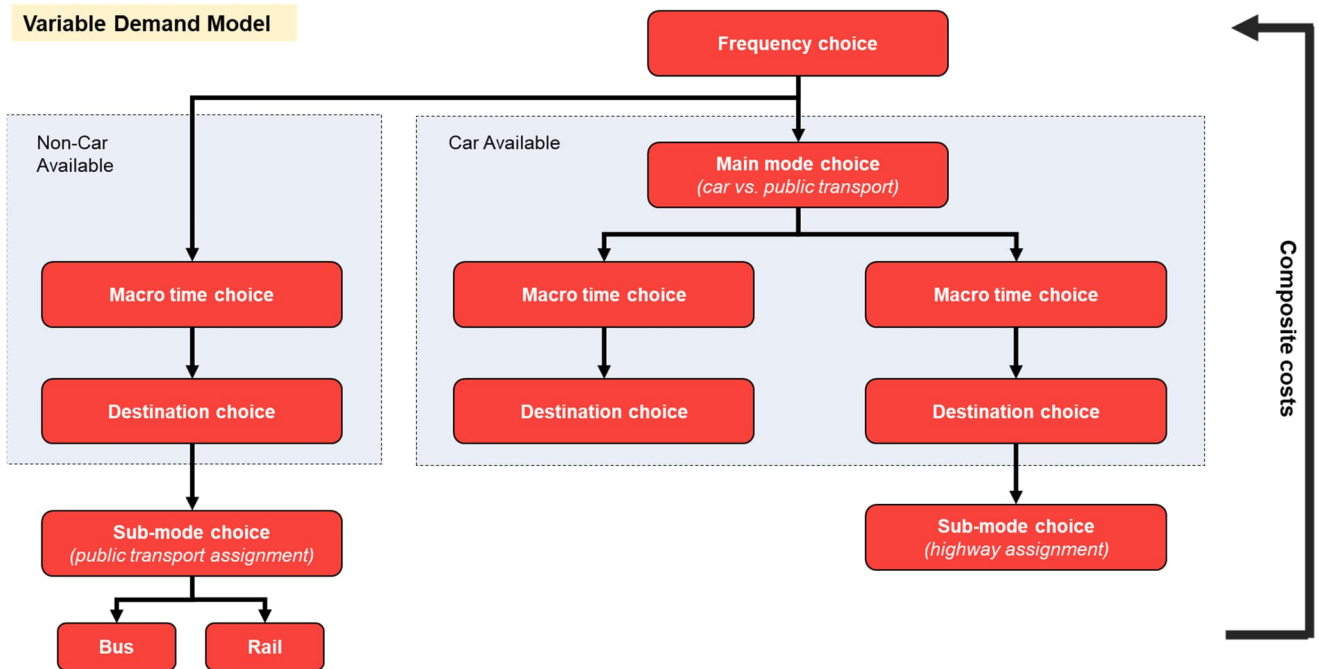 Variable Demand Model
Frequency choice
Non-Car
Available
Car Available
Main mode choice
(car vs. public transport)
Macro time choice
Macro time choice
Macro time choice
Destination choice
Destination choice
Destination choice
Sub-mode choice
(public transport assignment)
Sub-mode choice
(highway assignment)
Bus
Rail
Composite costs